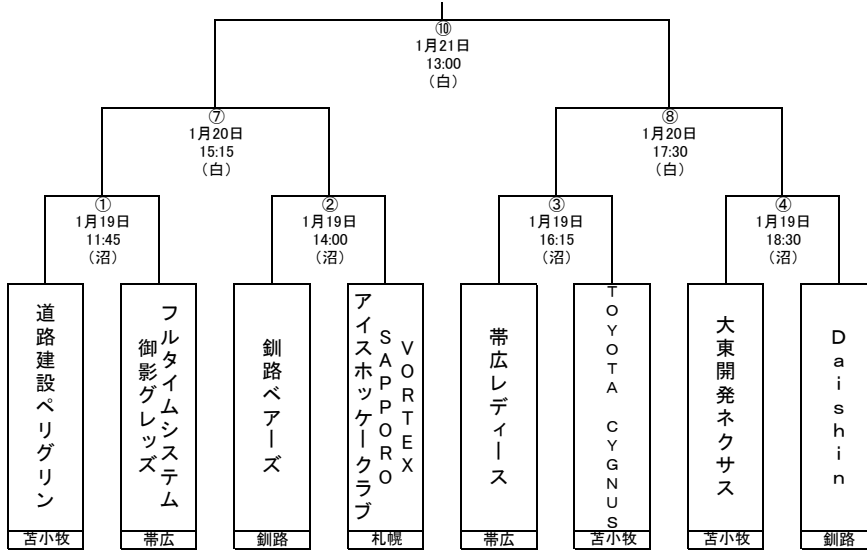 ⑩
1月21日
13:00
（白）
⑦
1月20日
15:15
（白）
⑧
1月20日
17:30
（白）
①
1月19日
11:45
（沼）
②
1月19日
14:00
（沼）
③
1月19日
16:15
（沼）
④
1月19日
18:30
（沼）
道路建設ペリグリン
フルタイムシステム
御影グレッズ
釧路ベアーズ
VORTEX
SAPPORO
アイスホッケークラブ
帯広レディース
TOYOTA CYGNUS
大東開発ネクサス
Daishin
苫小牧
帯広
釧路
札幌
帯広
苫小牧
苫小牧
釧路